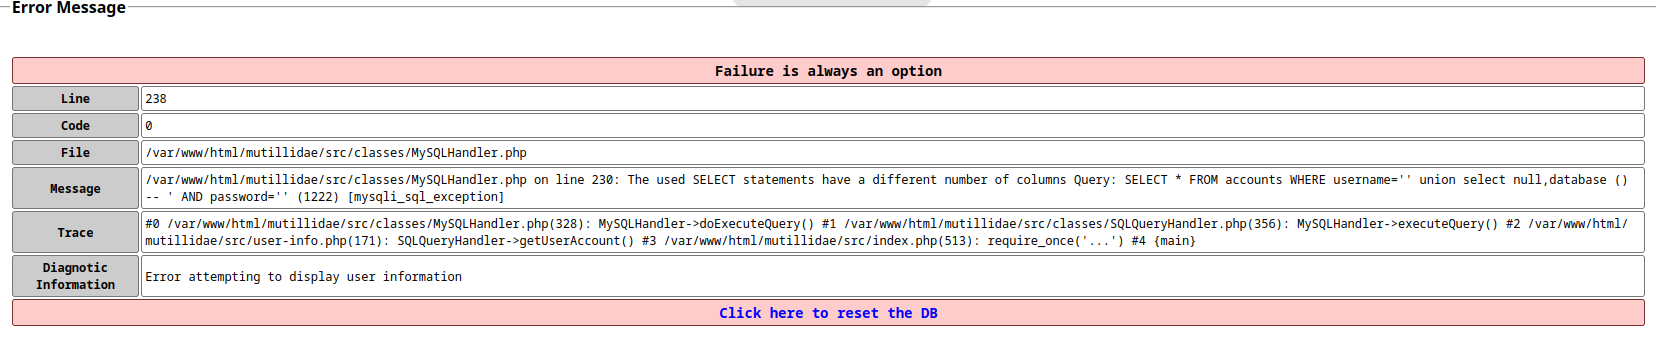 Error Message
Failure is always an option
Line 238
Code 0
File /var/www/html/mutillidae/src/classes/MySQLHandler.php
Message /var/www/html/mutillidae/src/classes/MySQLHandler.php on line 230: The used SELECT statements have a different number of columns Query: SELECT * FROM accounts WHERE username='' union select null,database ()
-- ' AND password='' (1222) [mysqli_sql_exception]
Trace #0 /var/www/html/mutillidae/src/classes/MySQLHandler.php(328): MySQLHandler->doExecuteQuery() #1 /var/www/html/mutillidae/src/classes/SQLQueryHandler.php(356): MySQLHandler->executeQuery() #2 /var/www/html/
mutillidae/src/user-info.php(171): SQLQueryHandler->getUserAccount() #3 /var/www/html/mutillidae/src/index.php(513): require_once('...') #4 {main}
Diagnotic
Information
Error attempting to display user information
Click here to reset the DB